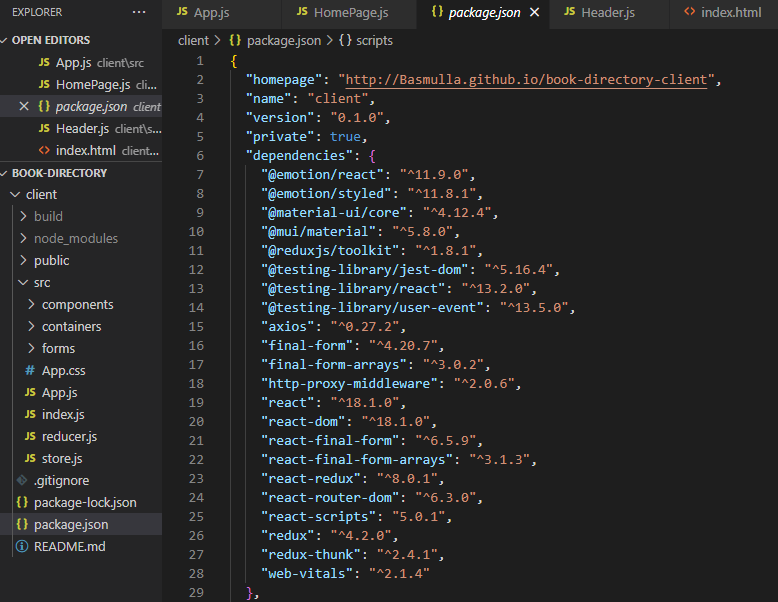 EXPLORER ···
OPEN EDITORS
JS App.js client\src
JS HomePage.js cli...
{} package.json client
JS Header.js client\s...
<> index.html client...
BOOK-DIRECTORY
client
build
node_modules
public
src
components
containers
forms
# App.css
JS App.js
JS index.js
JS reducer.js
JS store.js
.gitignore
{} package-lock.json
{} package.json
README.md
JS App.js
JS HomePage.js
{} package.json
JS Header.js
<> index.html
client > {} package.json > {} scripts
1 {
2 "homepage": "http://Basmulla.github.io/book-directory-client",
3 "name": "client",
4 "version": "0.1.0",
5 "private": true,
6 "dependencies": {
7 "@emotion/react": "^11.9.0",
8 "@emotion/styled": "^11.8.1",
9 "@material-ui/core": "^4.12.4",
10 "@mui/material": "^5.8.0",
11 "@reduxjs/toolkit": "^1.8.1",
12 "@testing-library/jest-dom": "^5.16.4",
13 "@testing-library/react": "^13.2.0",
14 "@testing-library/user-event": "^13.5.0",
15 "axios": "^0.27.2",
16 "final-form": "^4.20.7",
17 "final-form-arrays": "^3.0.2",
18 "http-proxy-middleware": "^2.0.6",
19 "react": "^18.1.0",
20 "react-dom": "^18.1.0",
21 "react-final-form": "^6.5.9",
22 "react-final-form-arrays": "^3.1.3",
23 "react-redux": "^8.0.1",
24 "react-router-dom": "^6.3.0",
25 "react-scripts": "5.0.1",
26 "redux": "^4.2.0",
27 "redux-thunk": "^2.4.1",
28 "web-vitals": "^2.1.4"
29 },